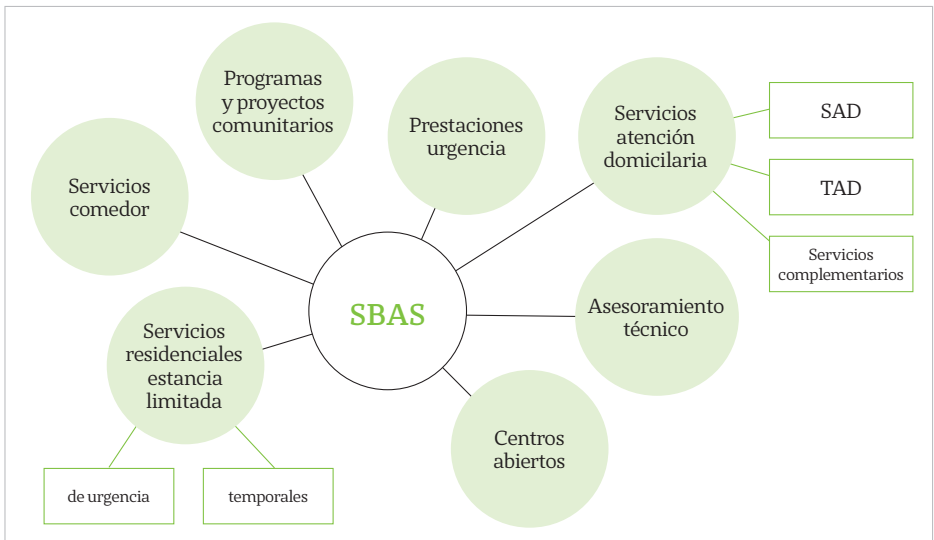 Programas
y proyectos
comunitarios
Prestaciones
urgencia
Servicios
atención
domicilaria
SAD
TAD
Servicios
complementarios
Servicios
comedor
SBAS
Asesoramiento
técnico
Servicios
residenciales
estancia
limitada
Centros
abiertos
de urgencia
temporales